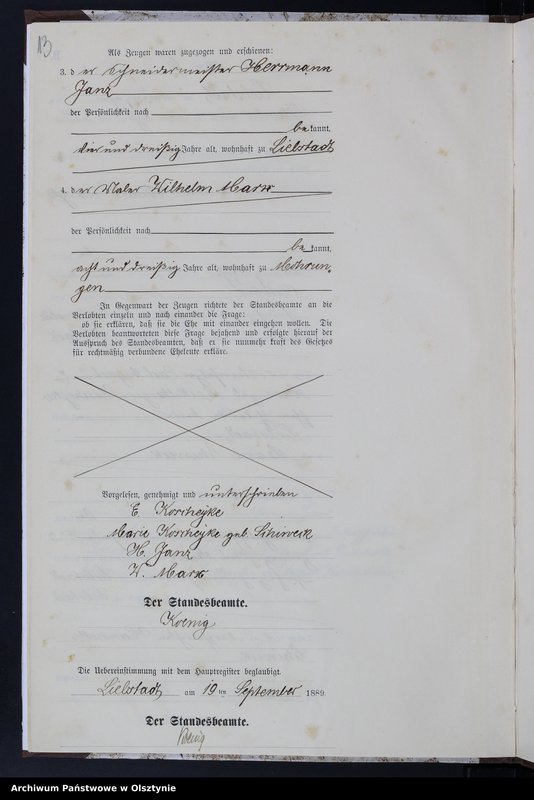 13
Als Zeugen waren zugezogen und erschienen:
3. der Schneidermeister Herrmann
Janz
der Persönlichkeit nach
bekannt,
vier und dreißig Jahre alt, wohnhaft zu Liebstadt
4. der Maler Wilhelm Marx
der Persönlichkeit nach
bekannt,
acht und dreißig Jahre alt, wohnhaft zu Mohrun-
gen
In Gegenwart der Zeugen richtete der Standesbeamte an die
Verlobten einzeln und nach einander die Frage:
ob sie erklären, daß sie die Ehe mit einander eingehen wollen. Die
Verlobten beantworteten diese Frage bejahend und erfolgte hierauf der
Ausspruch des Standesbeamten, daß er sie nunmehr kraft des Gesetzes
für rechtmäßig verbundene Eheleute erkläre.
Vorgelesen, genehmigt und unterschrieben
E. Korscheyke
Marie Korscheyke geb.
H. Janz
W. Marx
Der Standesbeamte.
Koenig
Die Uebereinstimmung mit dem Hauptregister beglaubigt.
Liebstadt am 19ten September 1889.
Der Standesbeamte.
Koenig
Archiwum Państwowe w Olsztynie